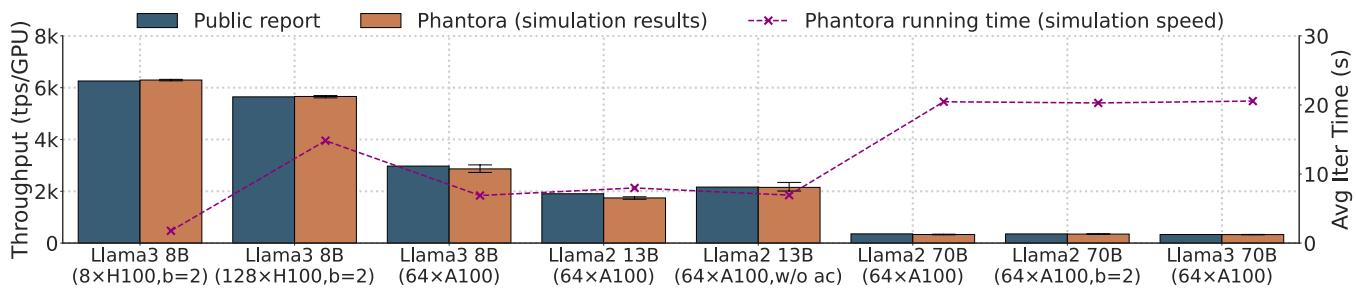 Public report
Phantora (simulation results)
Phantora running time (simulation speed)
Throughput (tps/GPU)
8k
6k
4k
2k
0
30
20
10
0
Avg Iter Time (s)
Llama3 8B
(8×H100,b=2)
Llama3 8B
(128×H100,b=2)
Llama3 8B
(64×A100)
Llama2 13B
(64×A100)
Llama2 13B
(64×A100,w/o ac)
Llama2 70B
(64×A100)
Llama2 70B
(64×A100,b=2)
Llama3 70B
(64×A100)